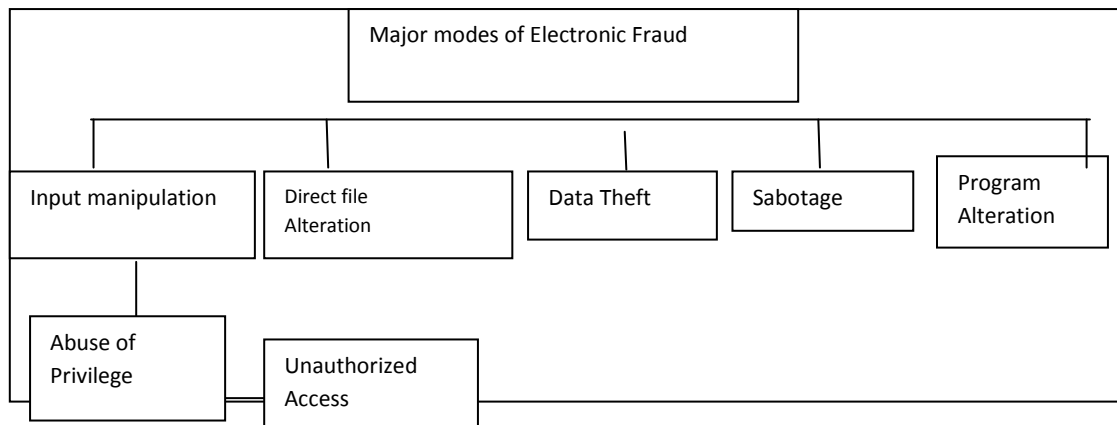 Major modes of Electronic Fraud
Input manipulation
Direct file
Alteration
Data Theft
Sabotage
Program
Alteration
Abuse of
Privilege
Unauthorized
Access